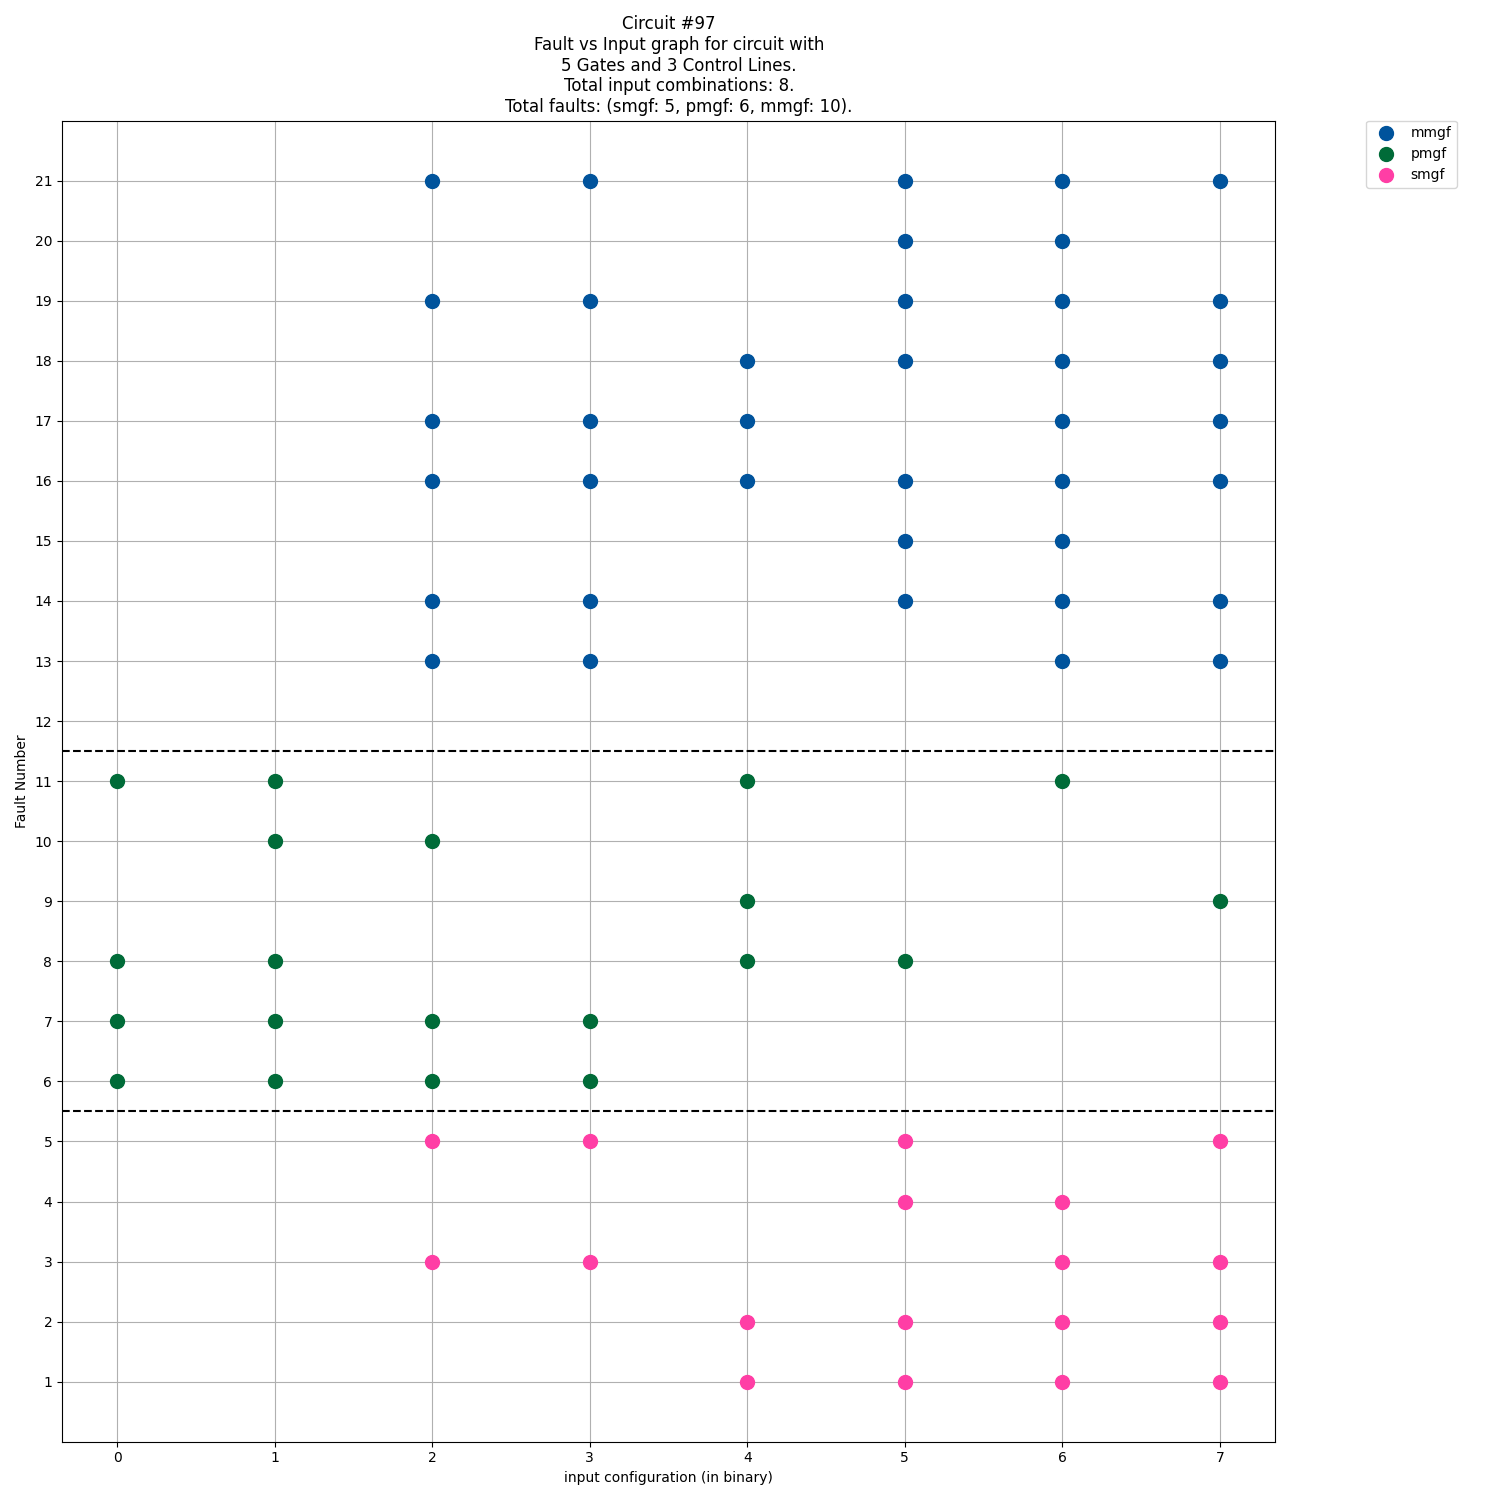 Circuit #97
Fault vs Input graph for circuit with
5 Gates and 3 Control Lines.
Total input combinations: 8.
Total faults: (smgf: 5, pmgf: 6, mmgf: 10).
mmgf
pmgf
smgf
21
20
19
18
17
16
15
14
13
12
11
10
9
8
7
6
5
4
3
2
1
Fault Number
0 1 2 3 4 5 6 7
input configuration (in binary)